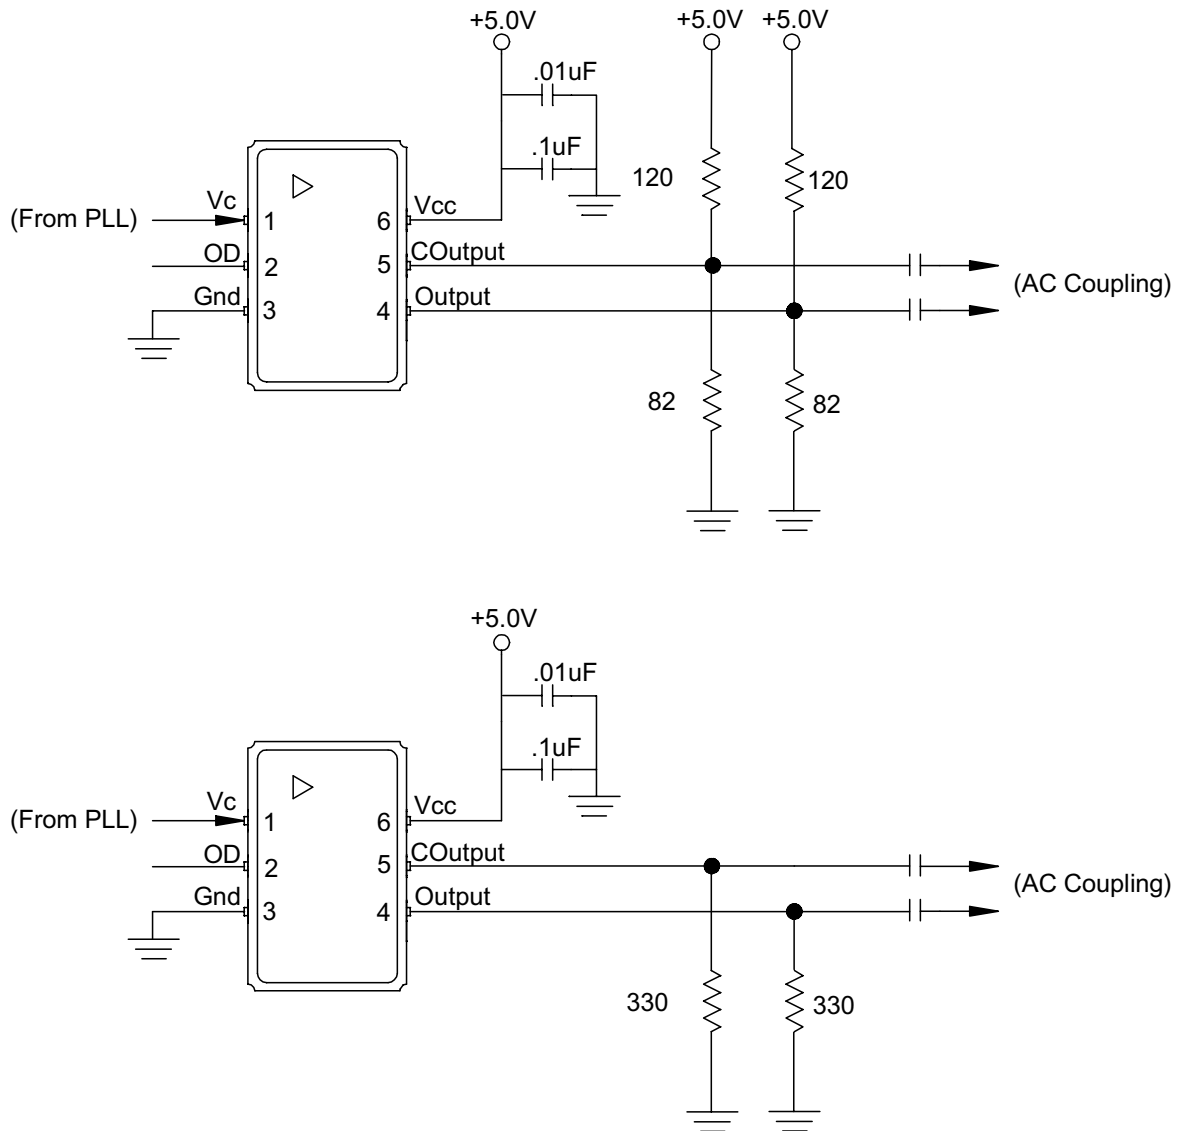 +5.0V
+5.0V
+5.0V
.01uF
.1uF
120
120
Vc
(From PLL)
1
6
Vcc
OD
2
5
COutput
(AC Coupling)
Gnd
3
4
Output
82
82
+5.0V
.01uF
.1uF
Vc
(From PLL)
1
6
Vcc
OD
2
5
COutput
(AC Coupling)
Gnd
3
4
Output
330
330